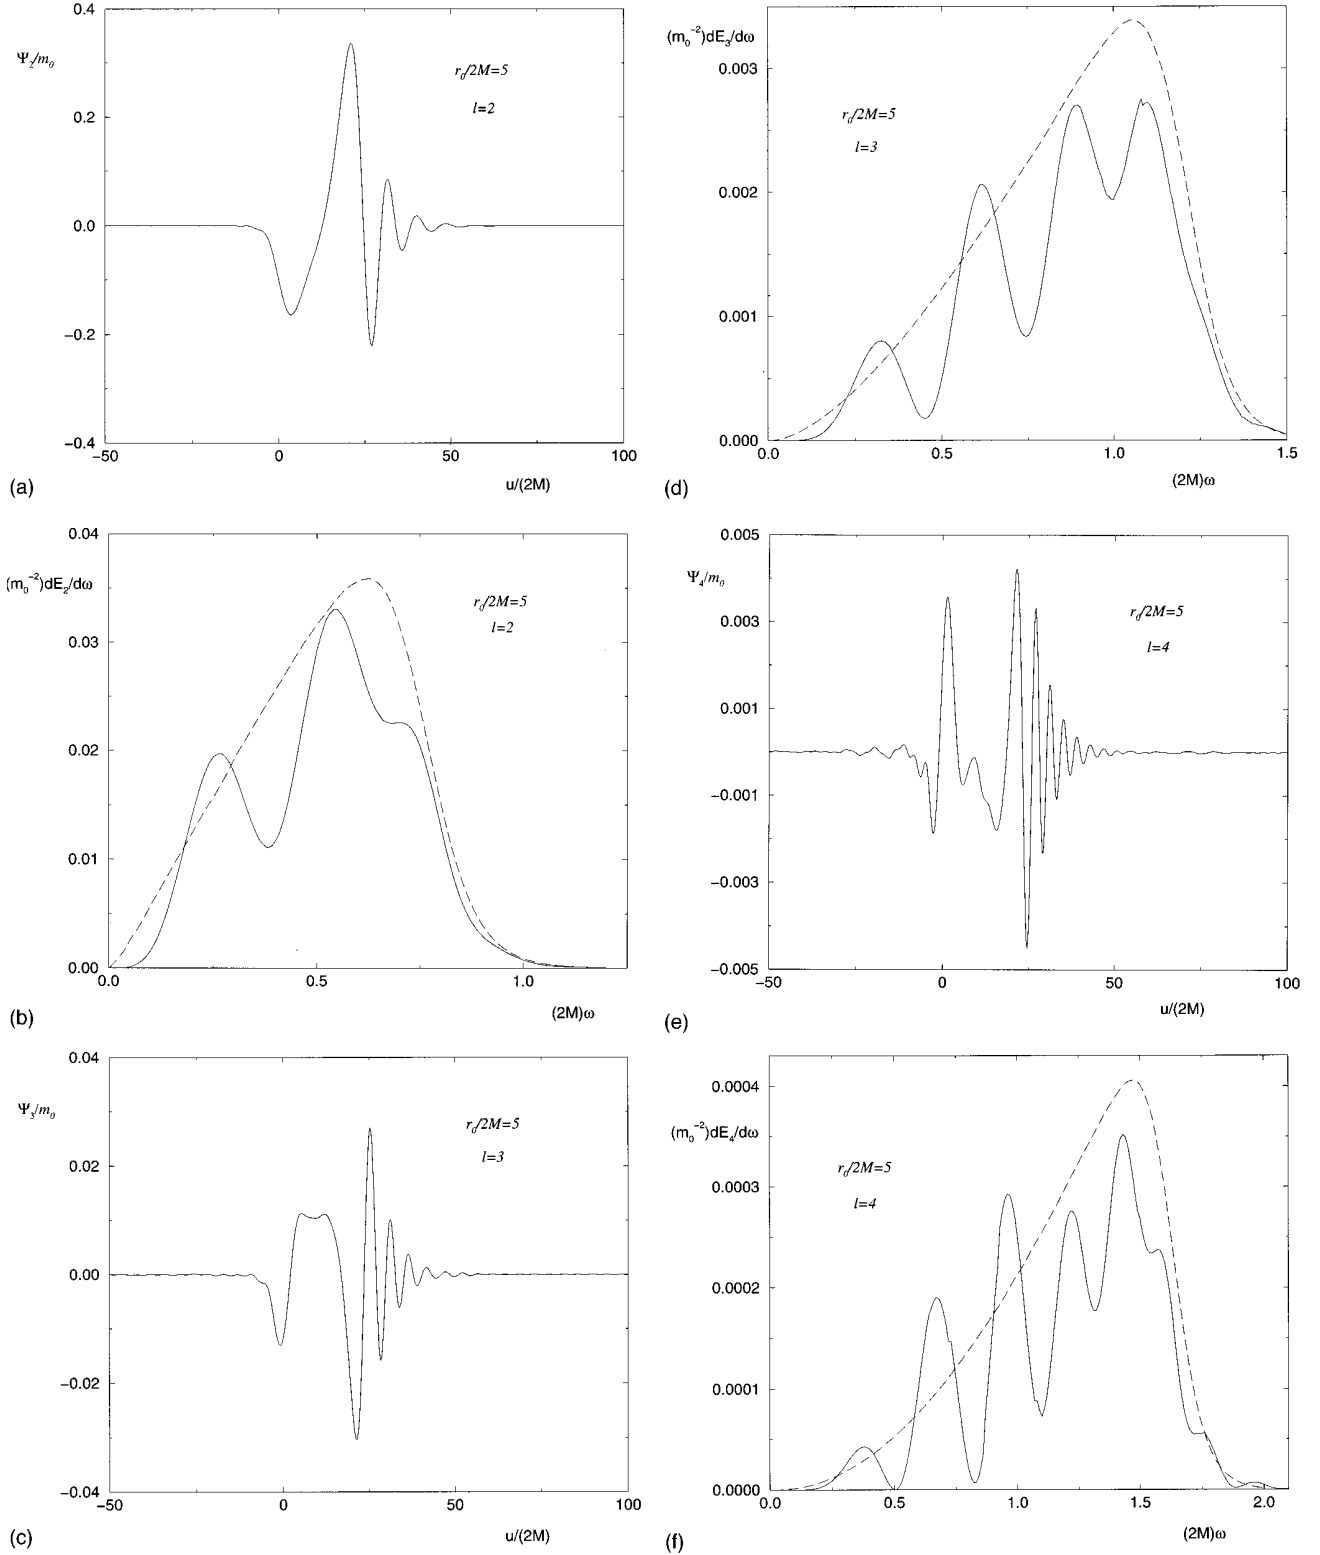 0.4
Ψ2/m0
r0/2M=5
l=2
0.2
0.0
−0.2
−0.4
−50 0 50 100
(a) u/(2M)
0.04
(m0^−2)dE2/dω
r0/2M=5
l=2
0.03
0.02
0.01
0.00
0.0 0.5 1.0
(b) (2M)ω
0.04
Ψ3/m0
r0/2M=5
l=3
0.02
0.00
−0.02
−0.04
−50 0 50 100
(c) u/(2M)
(m0^−2)dE3/dω
0.003
r0/2M=5
l=3
0.002
0.001
0.000
0.0 0.5 1.0 1.5
(d) (2M)ω
0.005
Ψ4/m0
r0/2M=5
0.003
l=4
0.001
−0.001
−0.003
−0.005
−50 0 50 100
(e) u/(2M)
0.0004
(m0^−2)dE4/dω
r0/2M=5
0.0003
l=4
0.0002
0.0001
0.0000
0.0 0.5 1.0 1.5 2.0
(f) (2M)ω